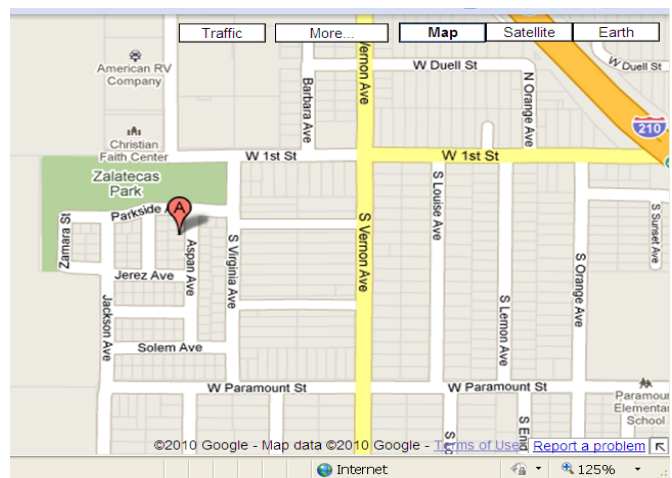 Traffic
More...
Map
Satellite
Earth
American RV
Company
Barbara Ave
Vernon Ave
W Duell St
N Orange Ave
W Duell St
210
Christian
Faith Center
W 1st St
W 1st St
Zalatecas
Park
Parkside
A
Zamara St
Aspan Ave
S Virginia Ave
S Vernon Ave
S Louise Ave
S Lemon Ave
S Orange Ave
S Sunset Ave
Jerez Ave
Jackson Ave
Solem Ave
W Paramount St
W Paramount St
Paramoun
Elementar
School
©2010 Google - Map data ©2010 Google - Terms of Use
Report a problem
Internet
125%